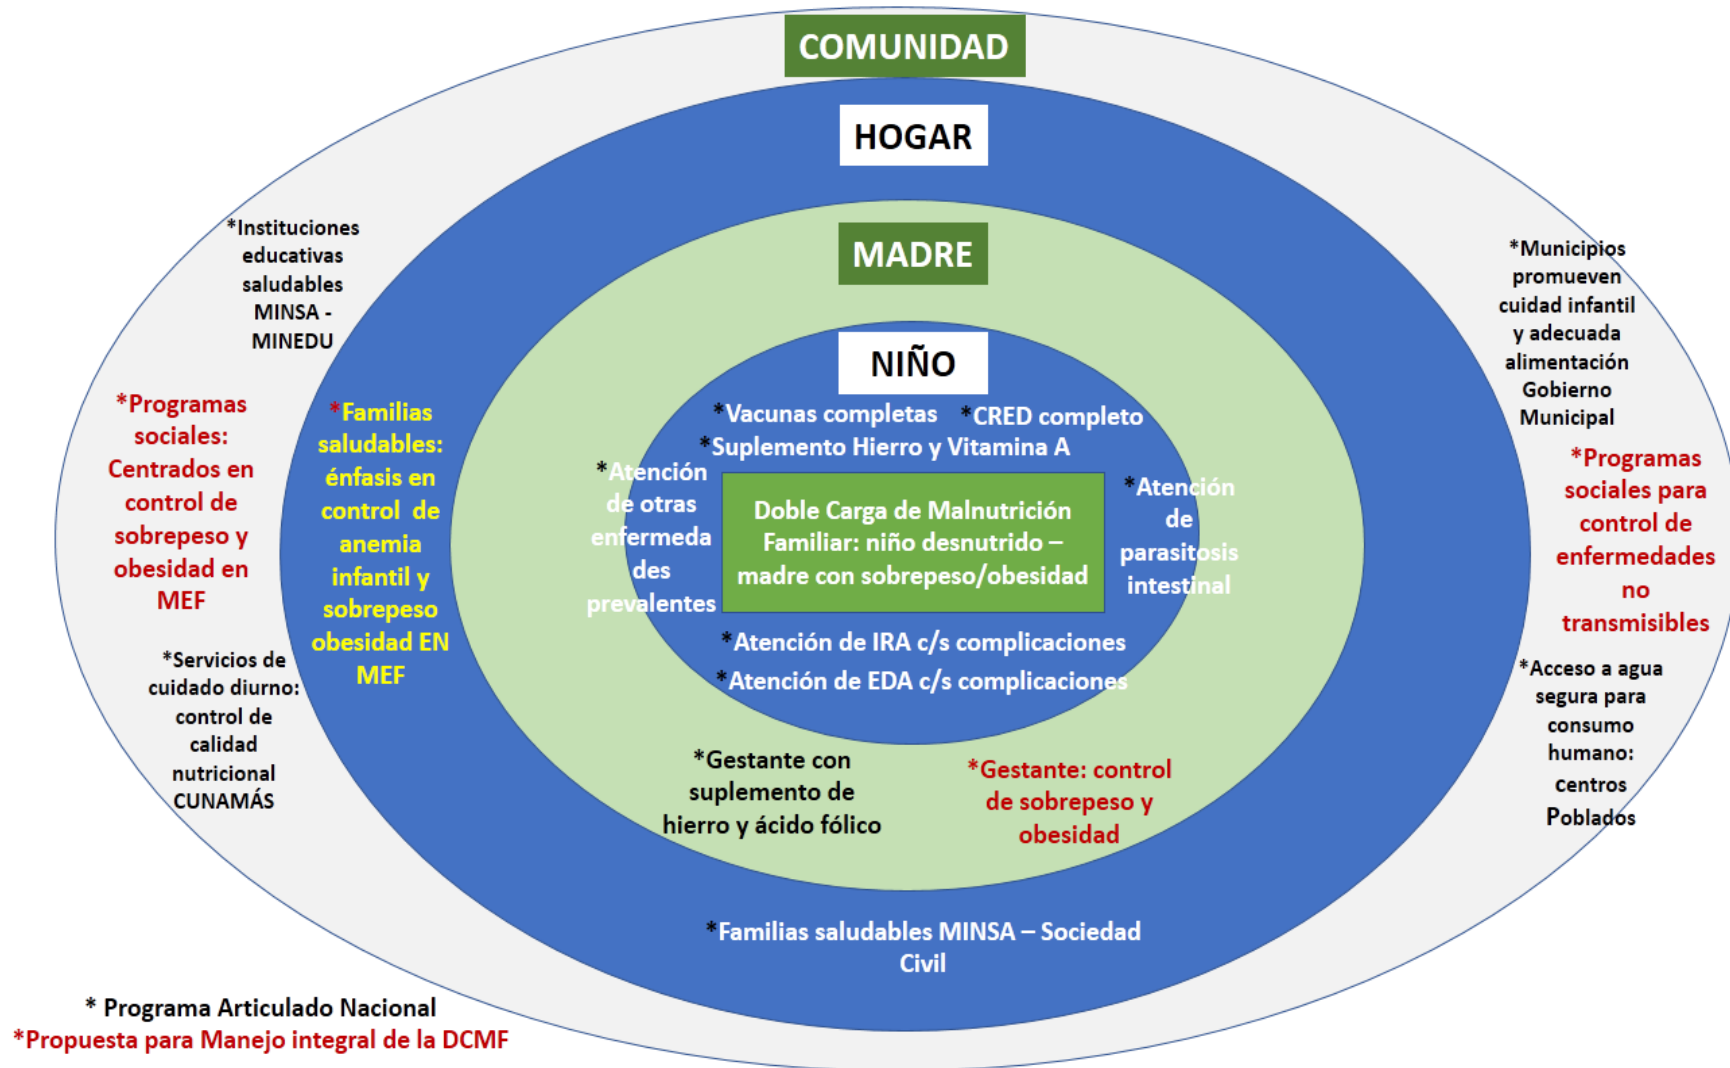 COMUNIDAD
HOGAR
MADRE
NIÑO
*Instituciones
educativas
saludables
MINSA -
MINEDU
*Programas
sociales:
Centrados en
control de
sobrepeso y
obesidad en
MEF
*Servicios de
cuidado diurno:
control de
calidad
nutricional
CUNAMÁS
*Familias
saludables:
énfasis en
control de
anemia
infantil y
sobrepeso
obesidad EN
MEF
*Vacunas completas
*CRED completo
*Suplemento Hierro y Vitamina A
*Atención
de otras
enfermeda
des
prevalentes
Doble Carga de Malnutrición
Familiar: niño desnutrido –
madre con sobrepeso/obesidad
*Atención
de
parasitosis
intestinal
*Atención de IRA c/s complicaciones
*Atención de EDA c/s complicaciones
*Gestante con
suplemento de
hierro y ácido fólico
*Gestante: control
de sobrepeso y
obesidad
*Familias saludables MINSA – Sociedad
Civil
*Municipios
promueven
cuidad infantil
y adecuada
alimentación
Gobierno
Municipal
*Programas
sociales para
control de
enfermedades
no
transmisibles
*Acceso a agua
segura para
consumo
humano:
centros
Poblados
* Programa Articulado Nacional
*Propuesta para Manejo integral de la DCMF